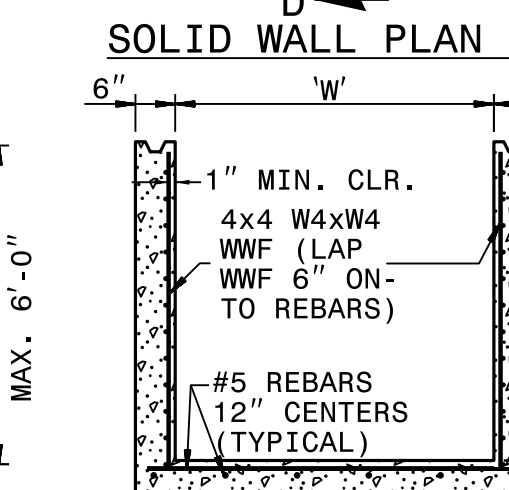 D
SOLID WALL PLAN
6"
'W'
1" MIN. CLR.
4x4 W4xW4
WWF (LAP
WWF 6" ON-
TO REBARS)
MAX. 6'-0"
#5 REBARS
12" CENTERS
(TYPICAL)